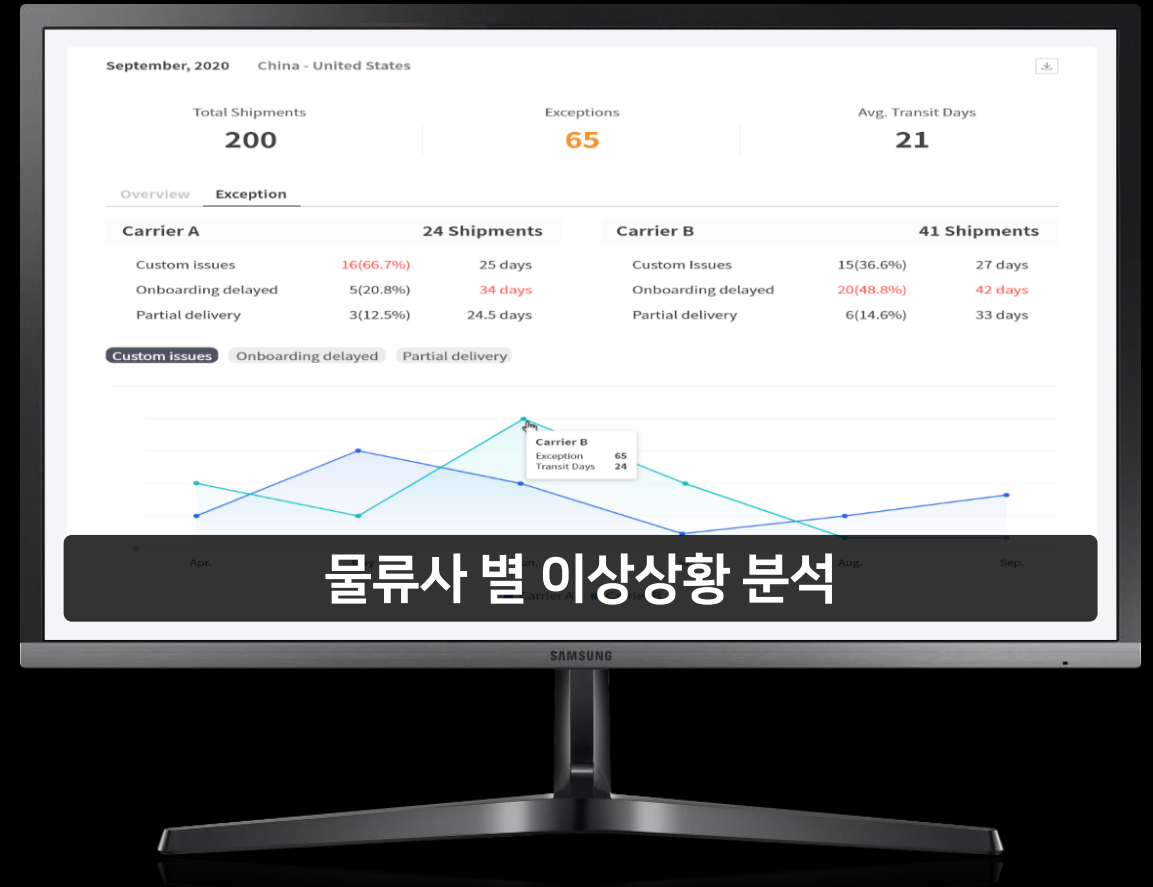 September, 2020 China - United States
Total Shipments Exceptions Avg. Transit Days
200 65 21
Overview Exception
Carrier A 24 Shipments
Custom issues 16(66.7%) 25 days
Onboarding delayed 5(20.8%) 34 days
Partial delivery 3(12.5%) 24.5 days
Carrier B 41 Shipments
Custom Issues 15(36.6%) 27 days
Onboarding delayed 20(48.8%) 42 days
Partial delivery 6(14.6%) 33 days
Custom issues Onboarding delayed Partial delivery
Carrier B
Exception 65
Transit Days 24
Apr. Aug. Sep.
물류사 별 이상상황 분석
Carrier A
SAMSUNG